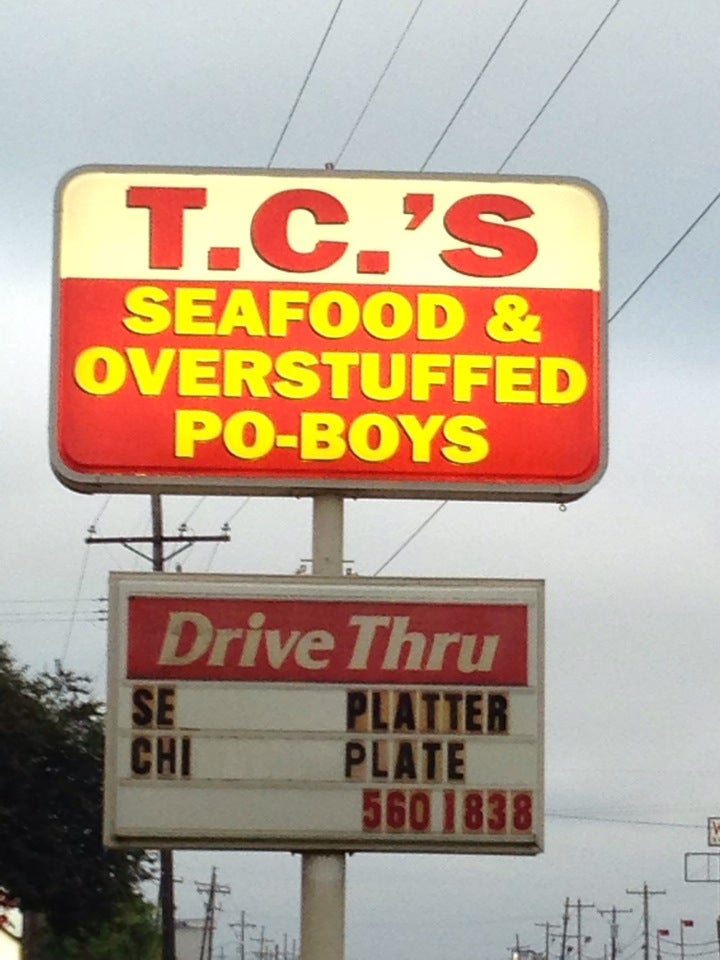 T.C.'S
SEAFOOD &
OVERSTUFFED
PO-BOYS
Drive Thru
SE PLATTER
CHI PLATE
560 1838